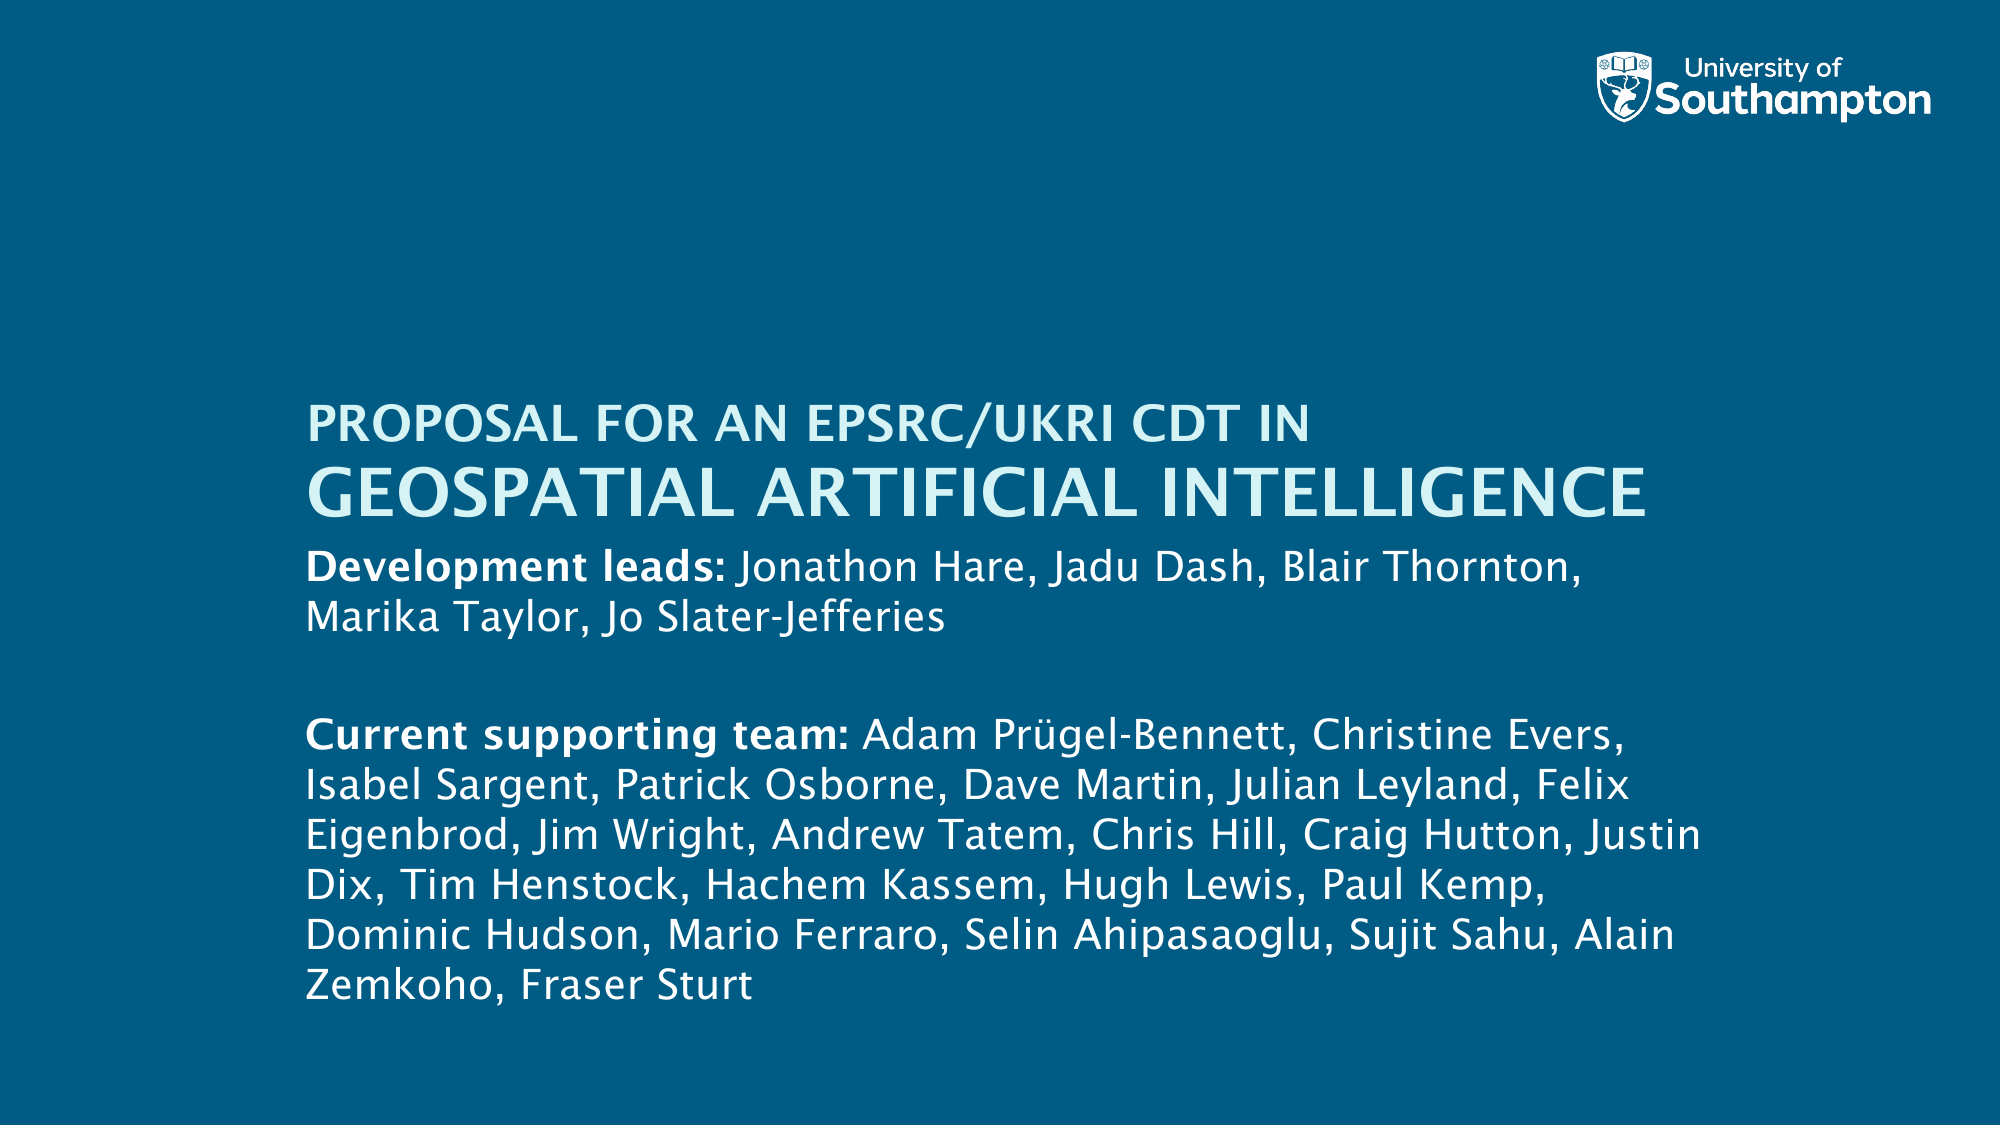 University of
Southampton
PROPOSAL FOR AN EPSRC/UKRI CDT IN
GEOSPATIAL ARTIFICIAL INTELLIGENCE
Development leads: Jonathon Hare, Jadu Dash, Blair Thornton,
Marika Taylor, Jo Slater-Jefferies
Current supporting team: Adam Prügel-Bennett, Christine Evers,
Isabel Sargent, Patrick Osborne, Dave Martin, Julian Leyland, Felix
Eigenbrod, Jim Wright, Andrew Tatem, Chris Hill, Craig Hutton, Justin
Dix, Tim Henstock, Hachem Kassem, Hugh Lewis, Paul Kemp,
Dominic Hudson, Mario Ferraro, Selin Ahipasaoglu, Sujit Sahu, Alain
Zemkoho, Fraser Sturt